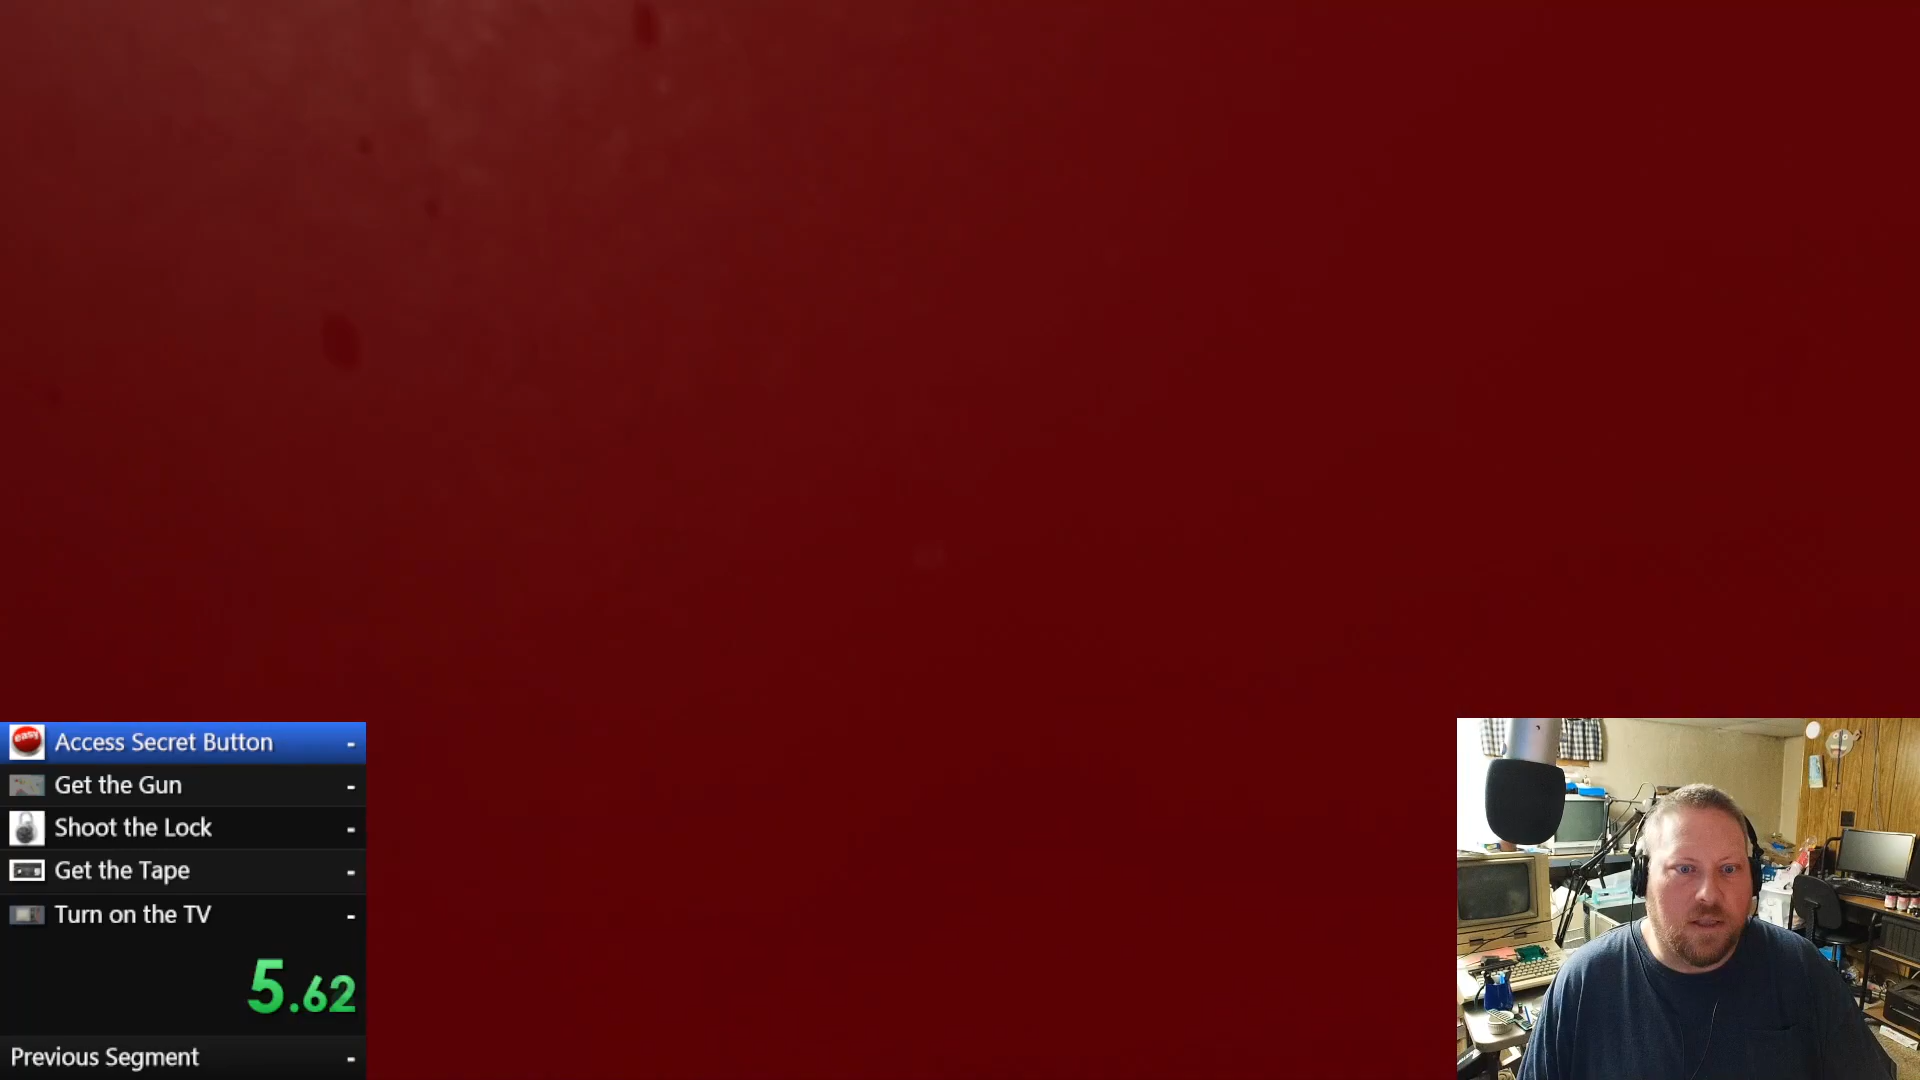 easy
Access Secret Button -
Get the Gun -
Shoot the Lock -
Get the Tape -
Turn on the TV -
5.62
Previous Segment -